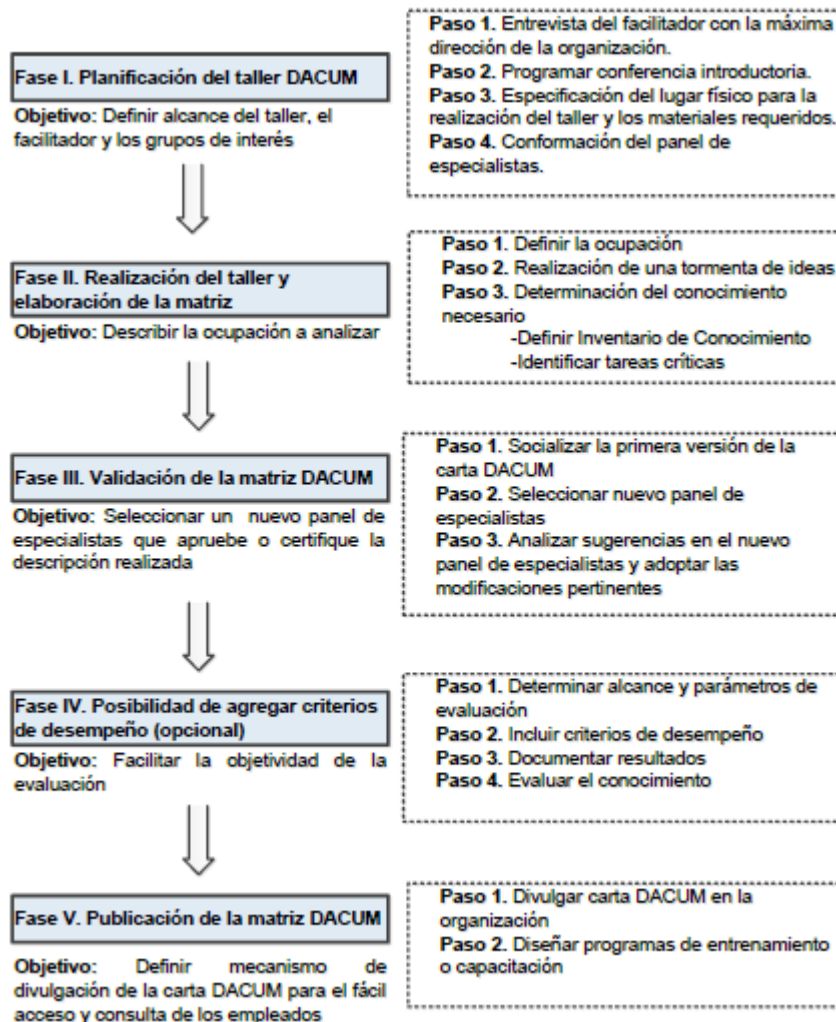 Fase I. Planificación del taller DACUM
Objetivo: Definir alcance del taller, el
facilitador y los grupos de interés
Paso 1. Entrevista del facilitador con la máxima
dirección de la organización.
Paso 2. Programar conferencia introductoria.
Paso 3. Especificación del lugar físico para la
realización del taller y los materiales requeridos.
Paso 4. Conformación del panel de
especialistas.
Fase II. Realización del taller y
elaboración de la matriz
Objetivo: Describir la ocupación a analizar
Paso 1. Definir la ocupación
Paso 2. Realización de una tormenta de ideas
Paso 3. Determinación del conocimiento
necesario
-Definir Inventario de Conocimiento
-Identificar tareas críticas
Fase III. Validación de la matriz DACUM
Objetivo: Seleccionar un nuevo panel de
especialistas que apruebe o certifique la
descripción realizada
Paso 1. Socializar la primera versión de la
carta DACUM
Paso 2. Seleccionar nuevo panel de
especialistas
Paso 3. Analizar sugerencias en el nuevo
panel de especialistas y adoptar las
modificaciones pertinentes
Fase IV. Posibilidad de agregar criterios
de desempeño (opcional)
Objetivo: Facilitar la objetividad de la
evaluación
Paso 1. Determinar alcance y parámetros de
evaluación
Paso 2. Incluir criterios de desempeño
Paso 3. Documentar resultados
Paso 4. Evaluar el conocimiento
Fase V. Publicación de la matriz DACUM
Objetivo: Definir mecanismo de
divulgación de la carta DACUM para el fácil
acceso y consulta de los empleados
Paso 1. Divulgar carta DACUM en la
organización
Paso 2. Diseñar programas de entrenamiento
o capacitación